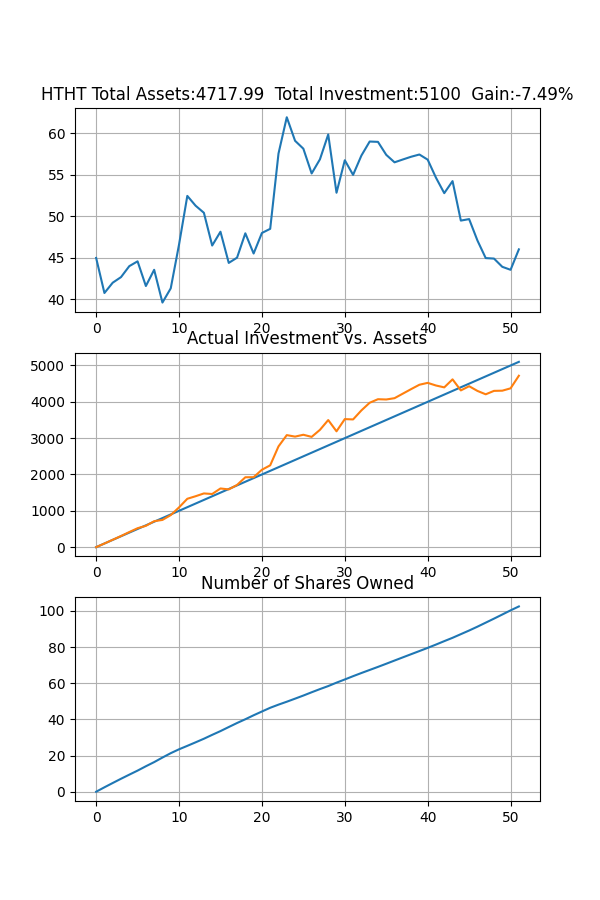 HTHT Total Assets:4717.99  Total Investment:5100  Gain:-7.49%
60
55
50
45
40
0 10 20 30 40 50
Actual Investment vs. Assets
5000
4000
3000
2000
1000
0
0 10 20 30 40 50
Number of Shares Owned
100
80
60
40
20
0
0 10 20 30 40 50